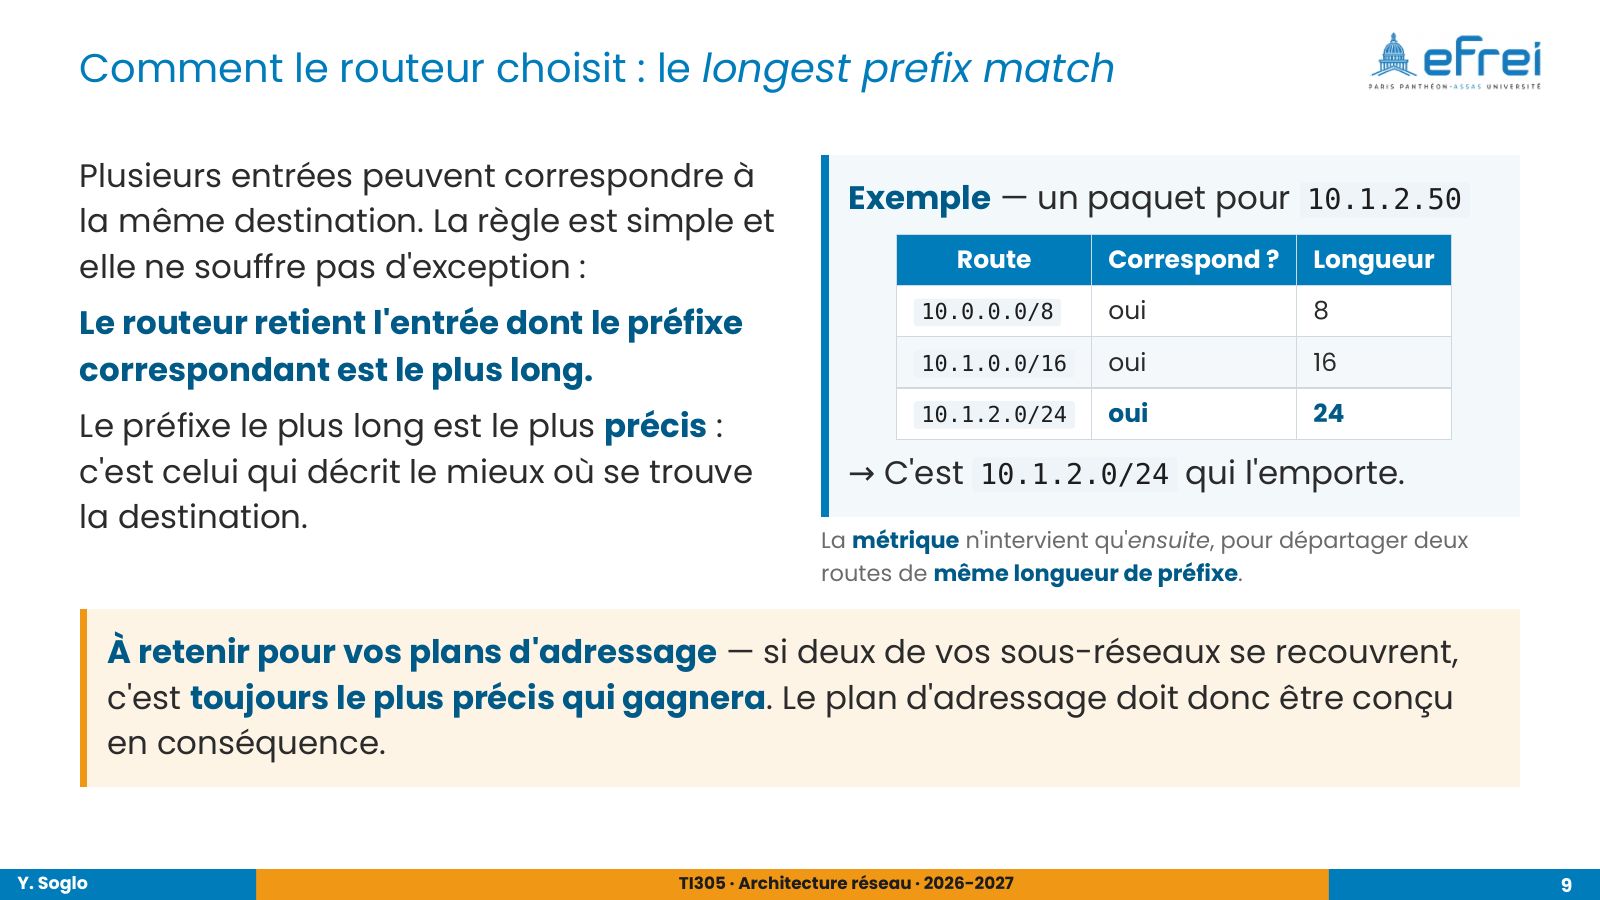 Comment le routeur choisit : le longest prefix match
efrei
PARIS PANTHÉON-ASSAS UNIVERSITÉ
Plusieurs entrées peuvent correspondre à
la même destination. La règle est simple et
elle ne souffre pas d'exception :
Le routeur retient l'entrée dont le préfixe
correspondant est le plus long.
Le préfixe le plus long est le plus précis :
c'est celui qui décrit le mieux où se trouve
la destination.
Exemple — un paquet pour 10.1.2.50
Route Correspond ? Longueur
10.0.0.0/8 oui 8
10.1.0.0/16 oui 16
10.1.2.0/24 oui 24
→ C'est 10.1.2.0/24 qui l'emporte.
La métrique n'intervient qu'ensuite, pour départager deux
routes de même longueur de préfixe.
À retenir pour vos plans d'adressage — si deux de vos sous-réseaux se recouvrent,
c'est toujours le plus précis qui gagnera. Le plan d'adressage doit donc être conçu
en conséquence.
Y. Soglo
TI305 · Architecture réseau · 2026-2027
9